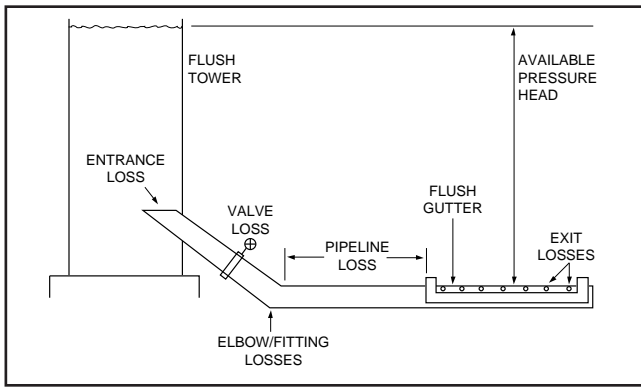 FLUSH
TOWER
AVAILABLE
PRESSURE
HEAD
ENTRANCE
LOSS
VALVE
LOSS
FLUSH
GUTTER
PIPELINE
LOSS
EXIT
LOSSES
ELBOW/FITTING
LOSSES